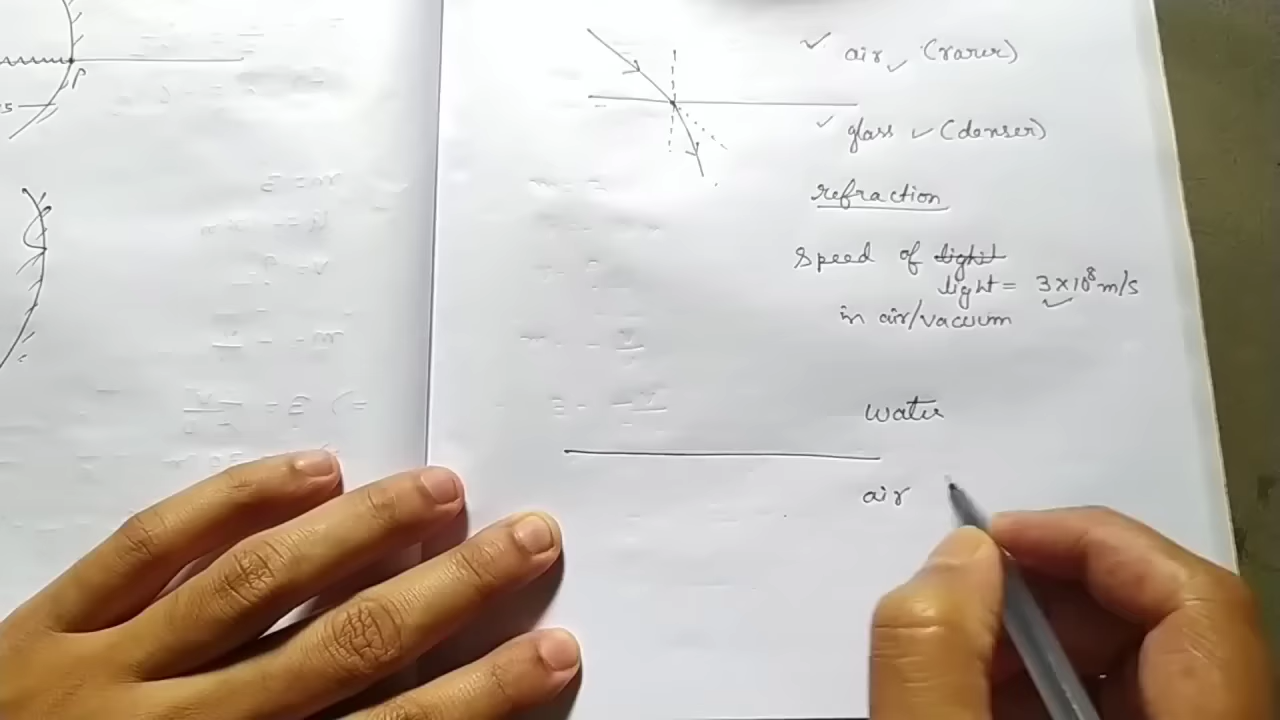 P
air (rarer)
glass (denser)
refraction
speed of light
light = 3×10⁸ m/s
in air/vacuum
water
air